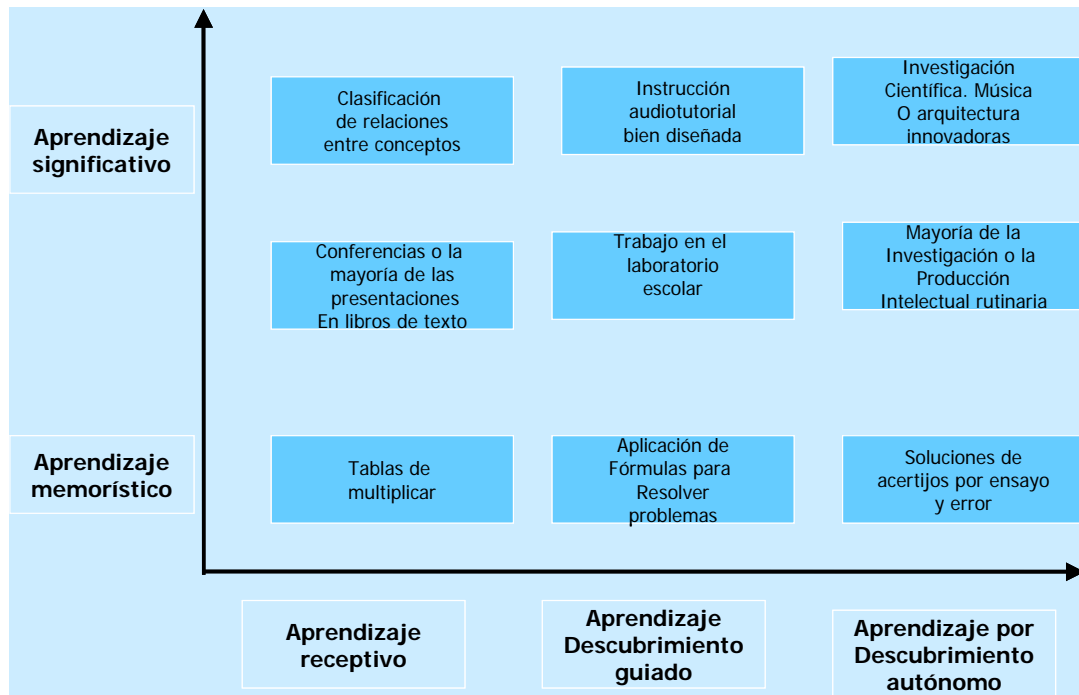 Aprendizaje
significativo
Clasificación
de relaciones
entre conceptos
Instrucción
audiotutorial
bien diseñada
Investigación
Científica. Música
O arquitectura
innovadoras
Conferencias o la
mayoría de las
presentaciones
En libros de texto
Trabajo en el
laboratorio
escolar
Mayoría de la
Investigación o la
Producción
Intelectual rutinaria
Aprendizaje
memorístico
Tablas de
multiplicar
Aplicación de
Fórmulas para
Resolver
problemas
Soluciones de
acertijos por ensayo
y error
Aprendizaje
receptivo
Aprendizaje
Descubrimiento
guiado
Aprendizaje por
Descubrimiento
autónomo